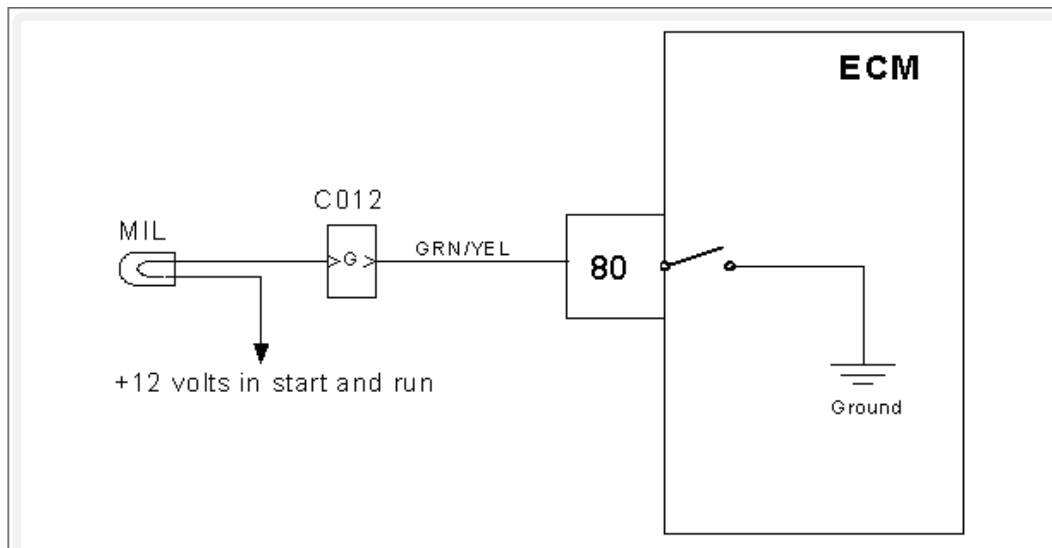 ECM
C012
MIL
>G>
GRN/YEL
80
+12 volts in start and run
Ground